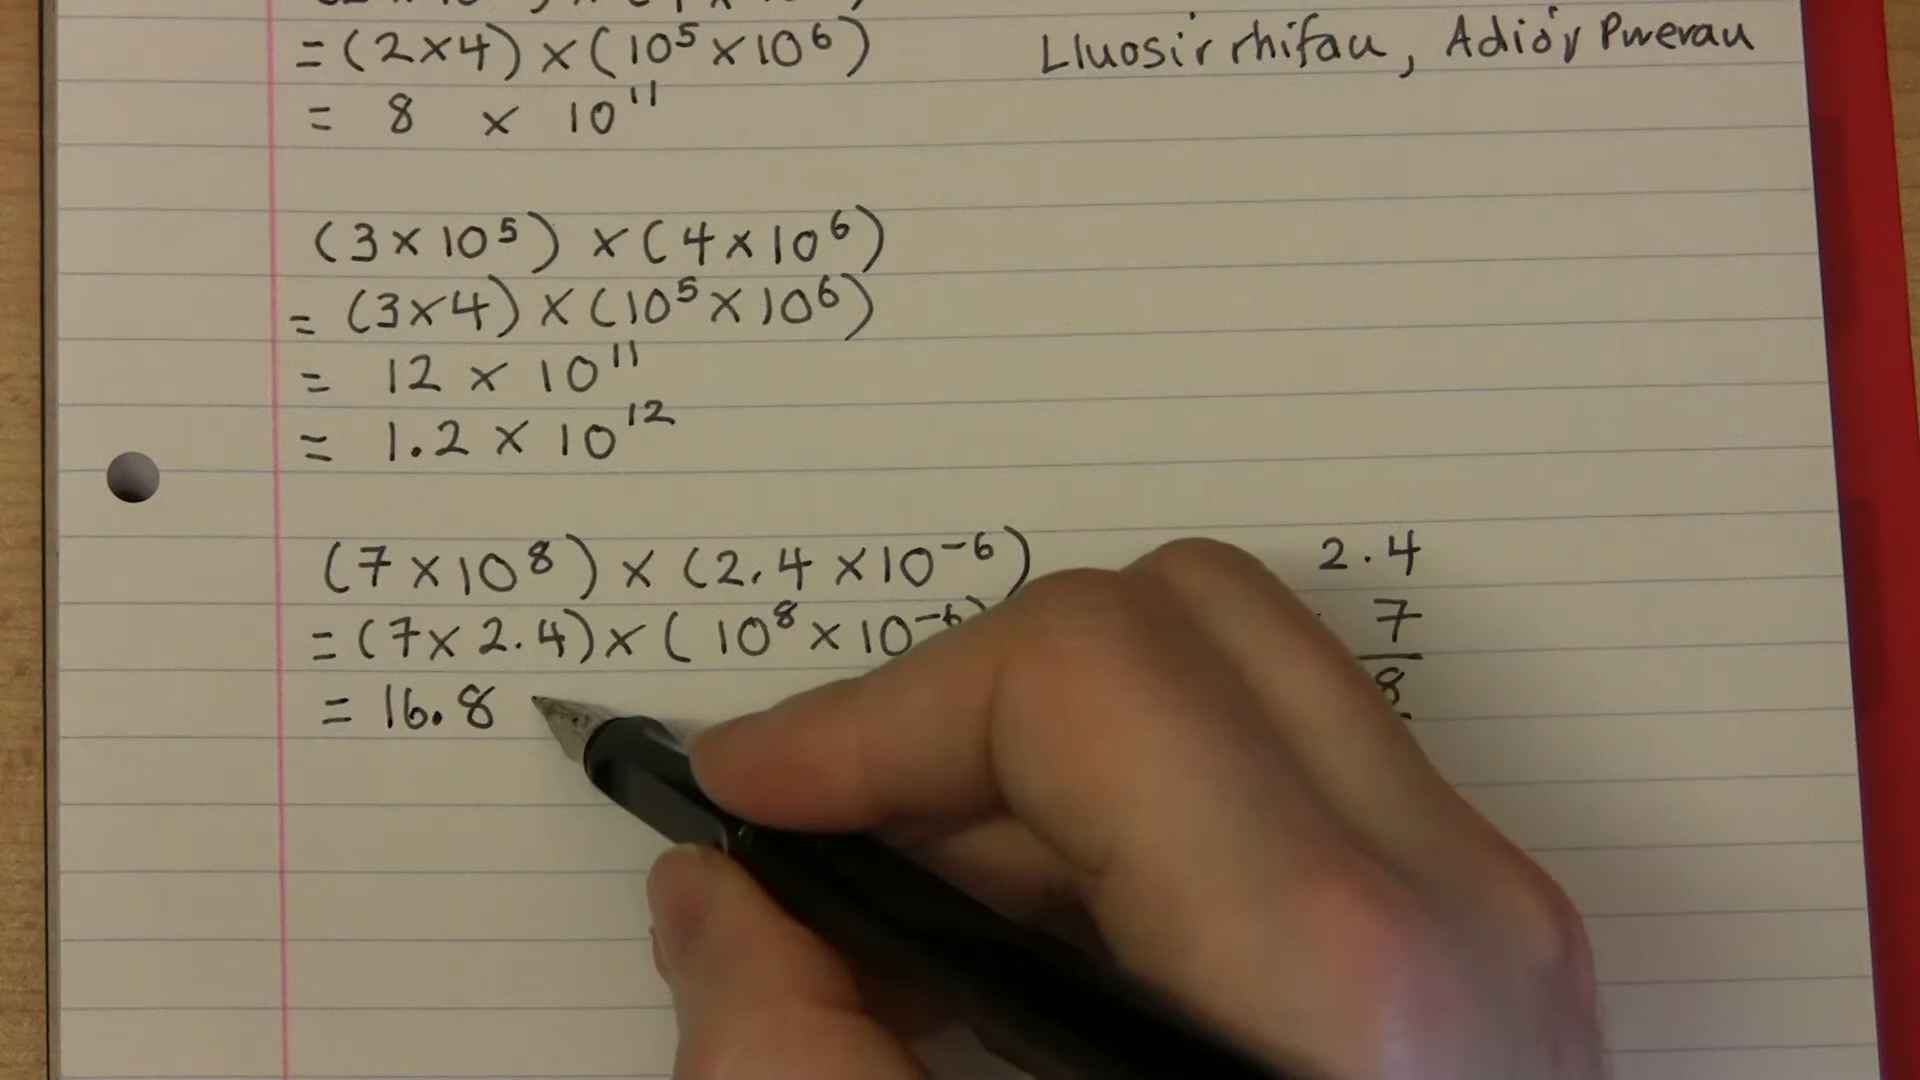 = (2 × 4) × (10⁵ × 10⁶)
Lluosi'r rhifau, Adio'r Pwerau
= 8 × 10¹¹
(3 × 10⁵) × (4 × 10⁶)
= (3 × 4) × (10⁵ × 10⁶)
= 12 × 10¹¹
= 1.2 × 10¹²
(7 × 10⁸) × (2.4 × 10⁻⁶)
= (7 × 2.4) × (10⁸ × 10⁻⁶)
= 16.8
2.4
7
8